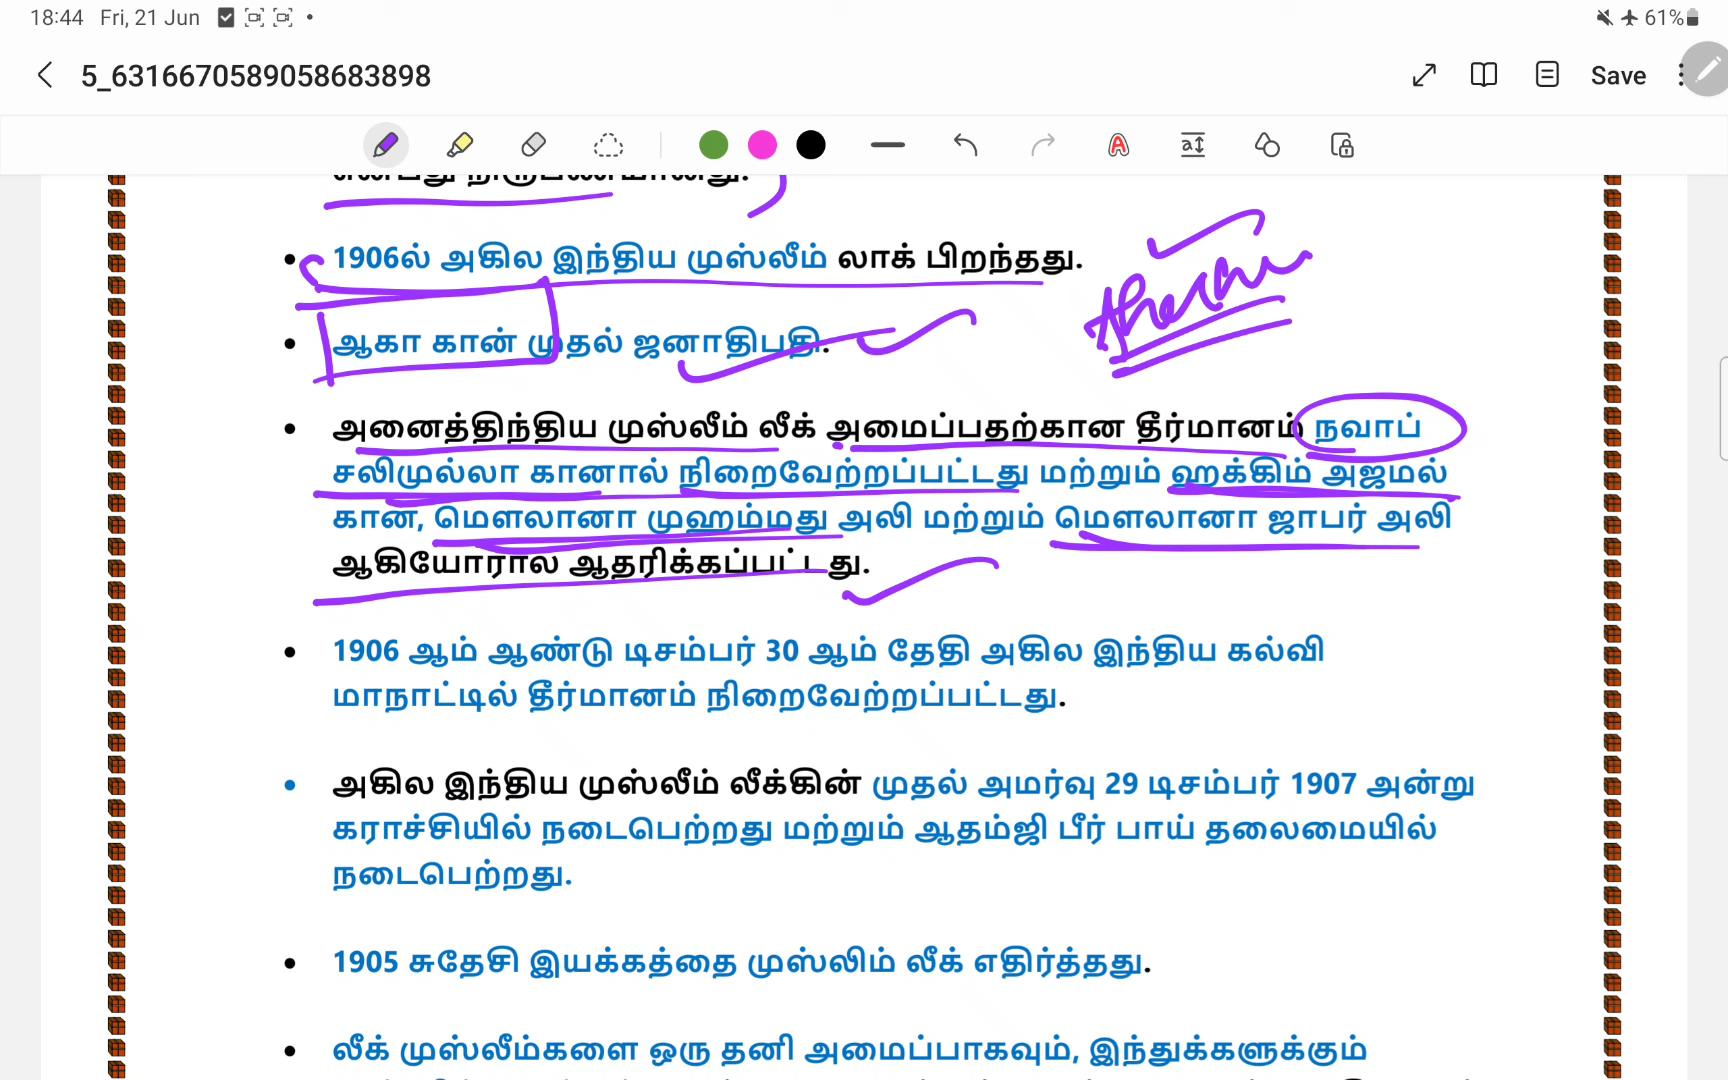 18:44 Fri, 21 Jun 61%
5_6316670589058683898 Save
1906ல் அகில இந்திய முஸ்லீம் லாக் பிறந்தது.
ஆகா கான் முதல் ஜனாதிபதி.
அனைத்திந்திய முஸ்லீம் லீக் அமைப்பதற்கான தீர்மானம் நவாப்
சலிமுல்லா கானால் நிறைவேற்றப்பட்டது மற்றும் ஹக்கிம் அஜமல்
கான், மௌலானா முஹம்மது அலி மற்றும் மௌலானா ஜாபர் அலி
ஆகியோரால் ஆதரிக்கப்பட்டது.
1906 ஆம் ஆண்டு டிசம்பர் 30 ஆம் தேதி அகில இந்திய கல்வி
மாநாட்டில் தீர்மானம் நிறைவேற்றப்பட்டது.
அகில இந்திய முஸ்லீம் லீக்கின் முதல் அமர்வு 29 டிசம்பர் 1907 அன்று
கராச்சியில் நடைபெற்றது மற்றும் ஆதம்ஜி பீர் பாய் தலைமையில்
நடைபெற்றது.
1905 சுதேசி இயக்கத்தை முஸ்லிம் லீக் எதிர்த்தது.
லீக் முஸ்லீம்களை ஒரு தனி அமைப்பாகவும், இந்துக்களுக்கும்